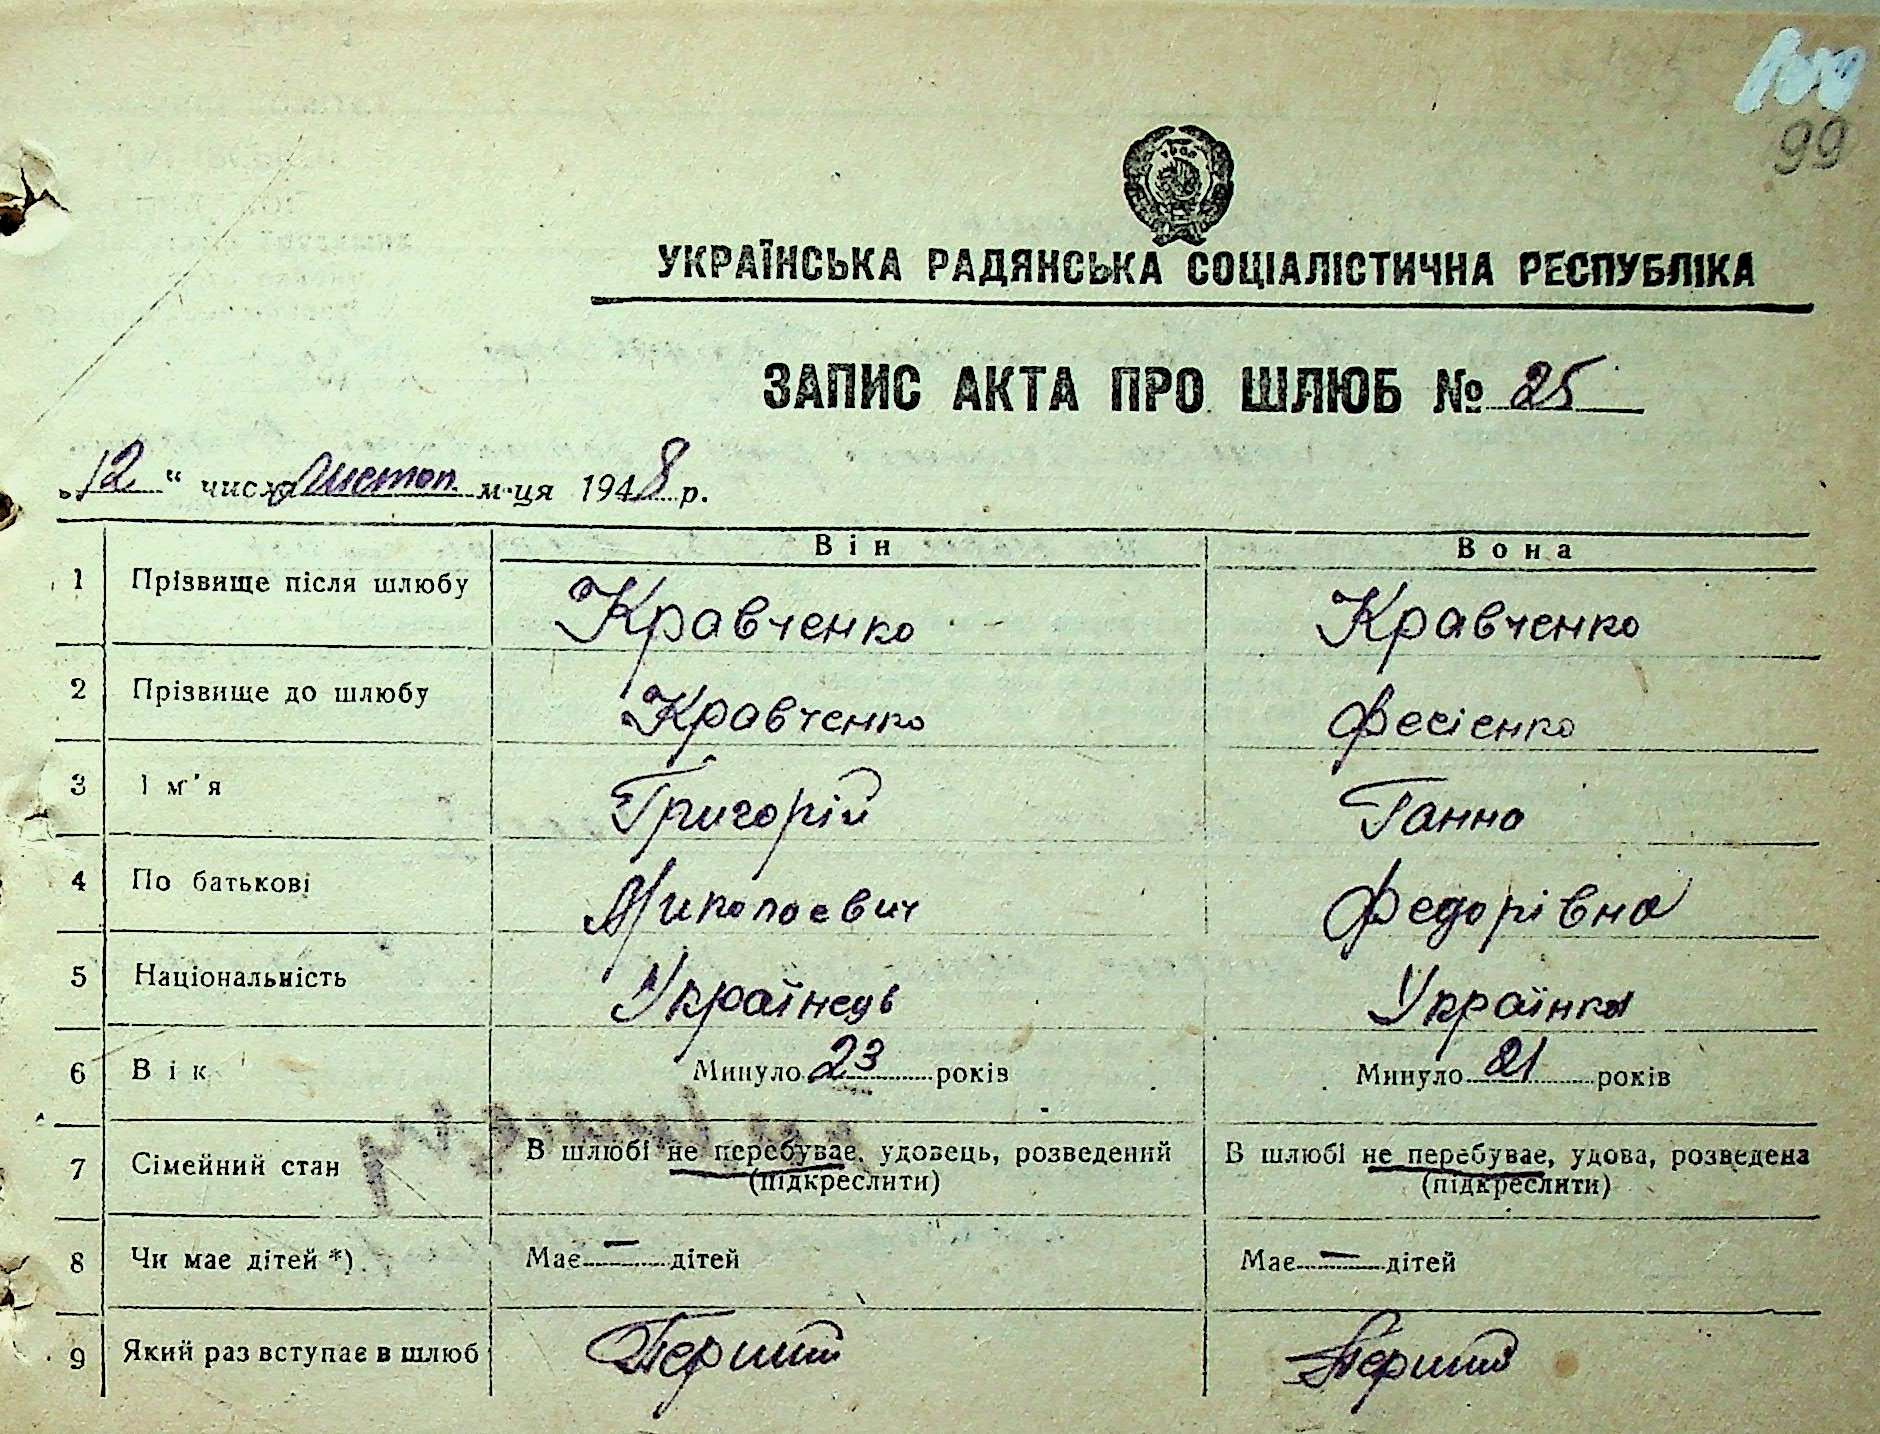 99
УКРАЇНСЬКА РАДЯНСЬКА СОЦІАЛІСТИЧНА РЕСПУБЛІКА
ЗАПИС АКТА ПРО ШЛЮБ № 25
„12“ числа листоп. м-ця 1948 р.
Він Вона
1 Прізвище після шлюбу Кравченко Кравченко
2 Прізвище до шлюбу Кравченко Фесієнко
3 Ім'я Григорій Ганна
4 По батькові Миколаєвич Федорівна
5 Національність Українець Українка
6 Вік Минуло 23 років Минуло 21 років
7 Сімейний стан В шлюбі не перебуває, удовець, розведений В шлюбі не перебуває, удова, розведена
(підкреслити) (підкреслити)
8 Чи має дітей *) Має — дітей Має — дітей
9 Який раз вступає в шлюб Перший Перший